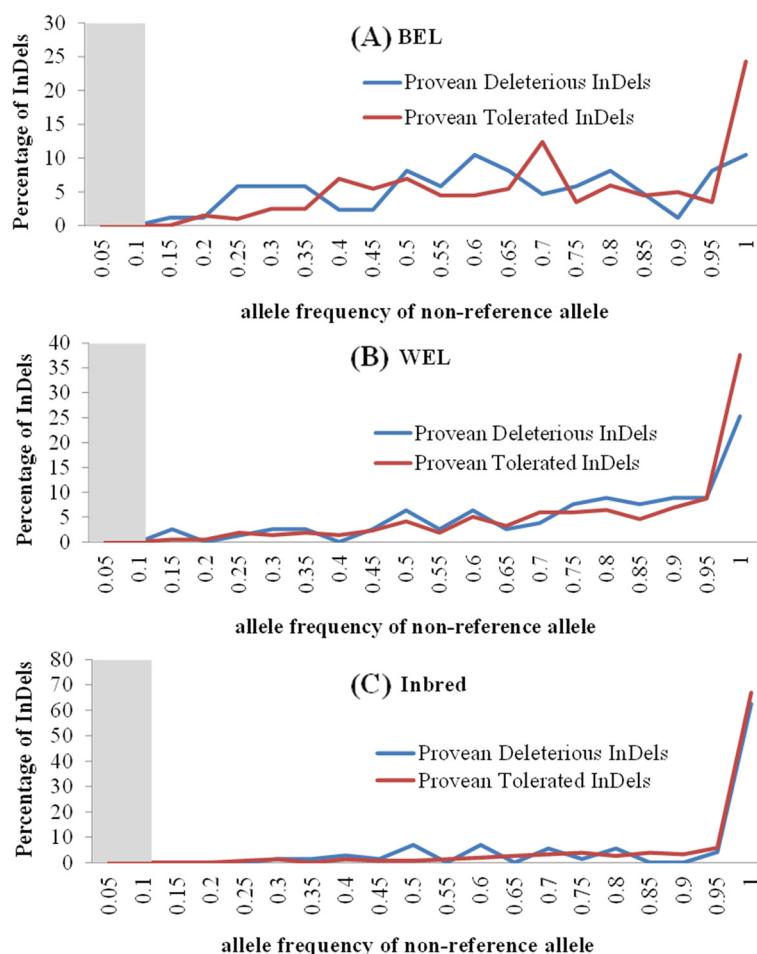 (A) BEL
Percentage of InDels
30
25
20
15
10
5
0
Provean Deleterious InDels
Provean Tolerated InDels
0.05 0.1 0.15 0.2 0.25 0.3 0.35 0.4 0.45 0.5 0.55 0.6 0.65 0.7 0.75 0.8 0.85 0.9 0.95 1
allele frequency of non-reference allele
(B) WEL
Percentage of InDels
40
35
30
25
20
15
10
5
0
Provean Deleterious InDels
Provean Tolerated InDels
0.05 0.1 0.15 0.2 0.25 0.3 0.35 0.4 0.45 0.5 0.55 0.6 0.65 0.7 0.75 0.8 0.85 0.9 0.95 1
allele frequency of non-reference allele
(C) Inbred
Percentage of InDels
80
70
60
50
40
30
20
10
0
Provean Deleterious InDels
Provean Tolerated InDels
0.05 0.1 0.15 0.2 0.25 0.3 0.35 0.4 0.45 0.5 0.55 0.6 0.65 0.7 0.75 0.8 0.85 0.9 0.95 1
allele frequency of non-reference allele